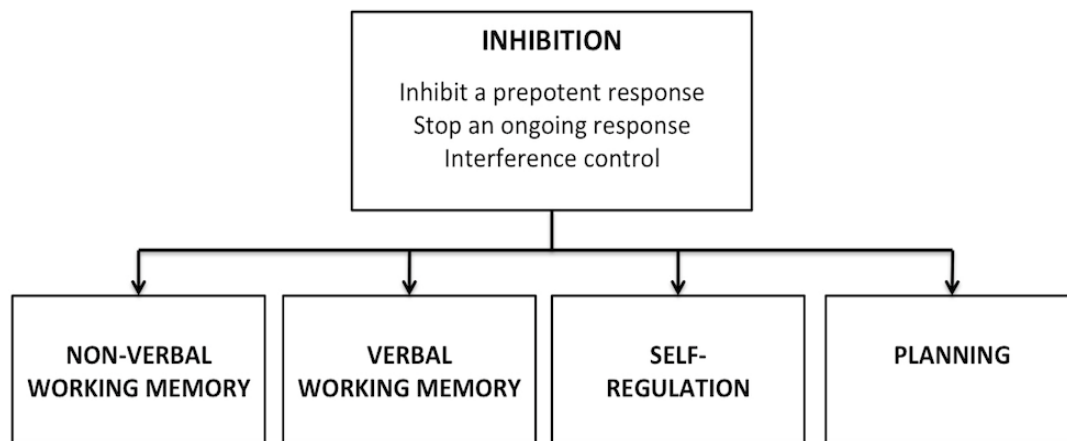 INHIBITION
Inhibit a prepotent response
Stop an ongoing response
Interference control
NON-VERBAL
WORKING MEMORY
VERBAL
WORKING MEMORY
SELF-
REGULATION
PLANNING